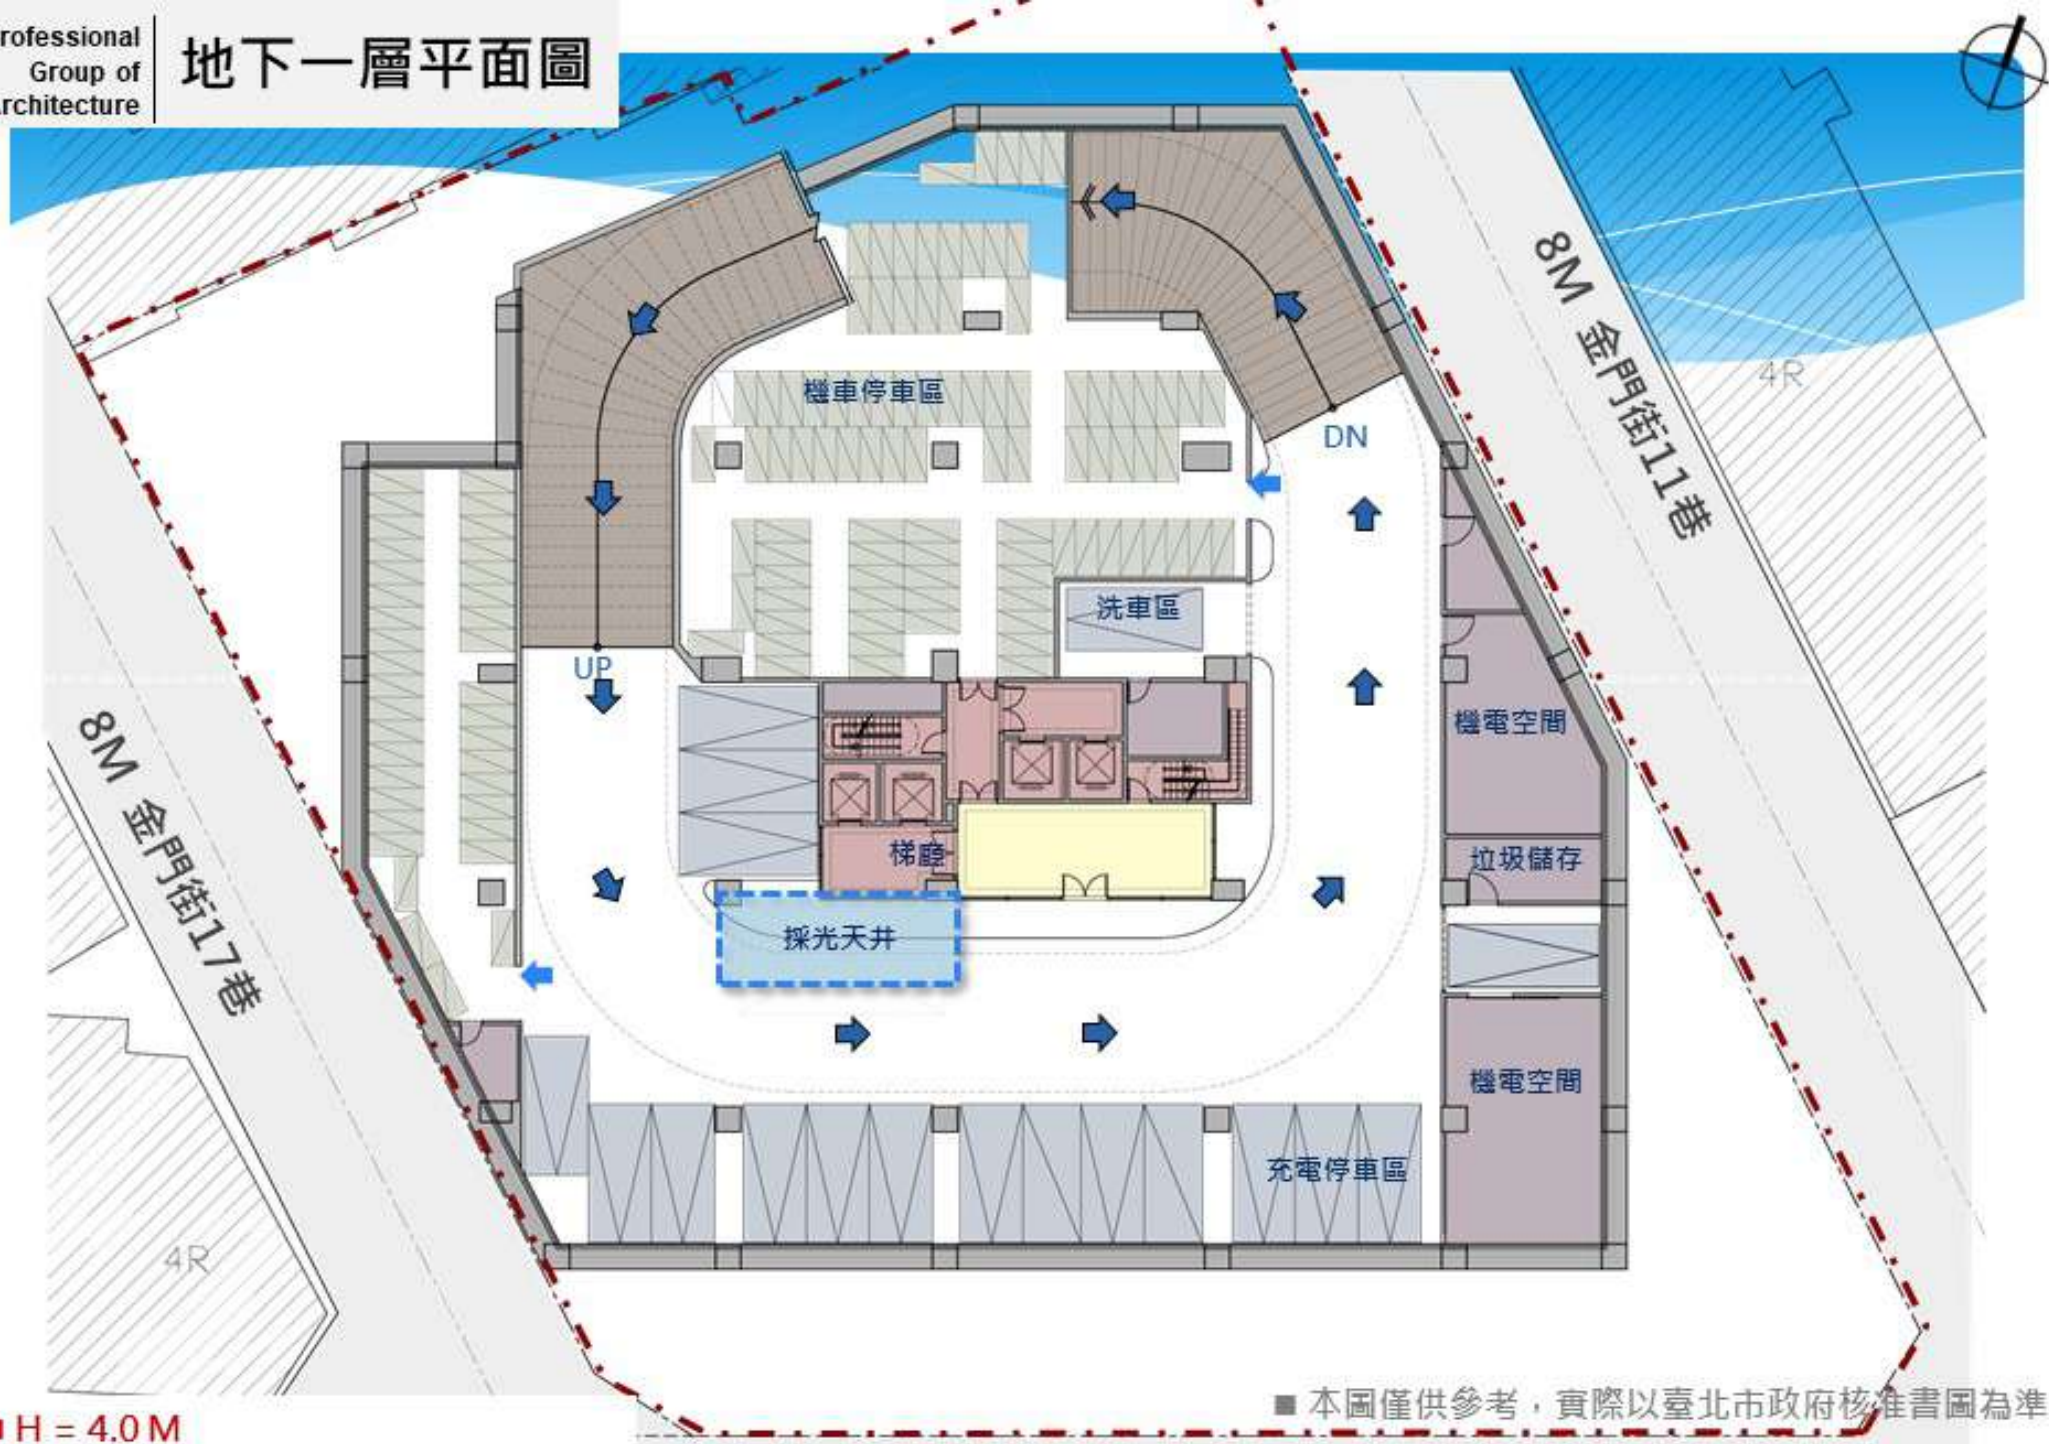 rofessional
Group of
rchitecture
地下一層平面圖
8M 金門街11巷
4R
機車停車區
DN
洗車區
UP
機電空間
8M 金門街17巷
梯廳
垃圾儲存
採光天井
機電空間
充電停車區
4R
■ 本圖僅供參考，實際以臺北市政府核准書圖為準
H = 4.0 M